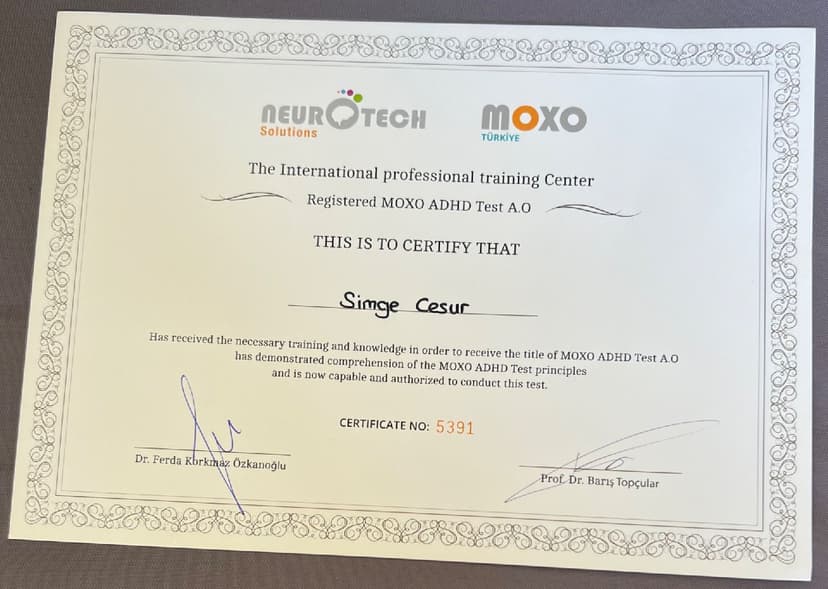 NEUROTECH
Solutions
MOXO
TÜRKİYE
The International professional training Center
Registered MOXO ADHD Test A.O
THIS IS TO CERTIFY THAT
Simge Cesur
Has received the necessary training and knowledge in order to receive the title of MOXO ADHD Test A.O
has demonstrated comprehension of the MOXO ADHD Test principles
and is now capable and authorized to conduct this test.
CERTIFICATE NO: 5391
Dr. Ferda Korkmaz Özkanoğlu
Prof. Dr. Barış Topçular